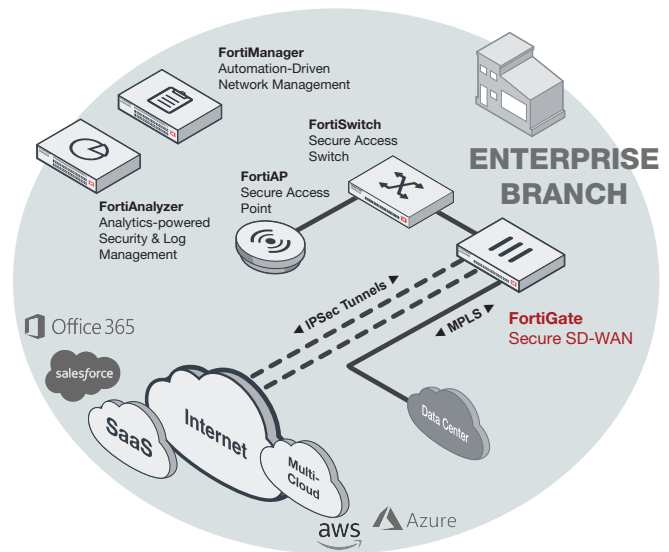 FortiManager
Automation-Driven
Network Management
FortiSwitch
Secure Access
Switch
ENTERPRISE
BRANCH
FortiAP
Secure Access
Point
FortiAnalyzer
Analytics-powered
Security & Log
Management
IPSec Tunnels
MPLS
FortiGate
Secure SD-WAN
Office 365
salesforce
SaaS
Internet
Multi-
Cloud
Data Center
aws
Azure